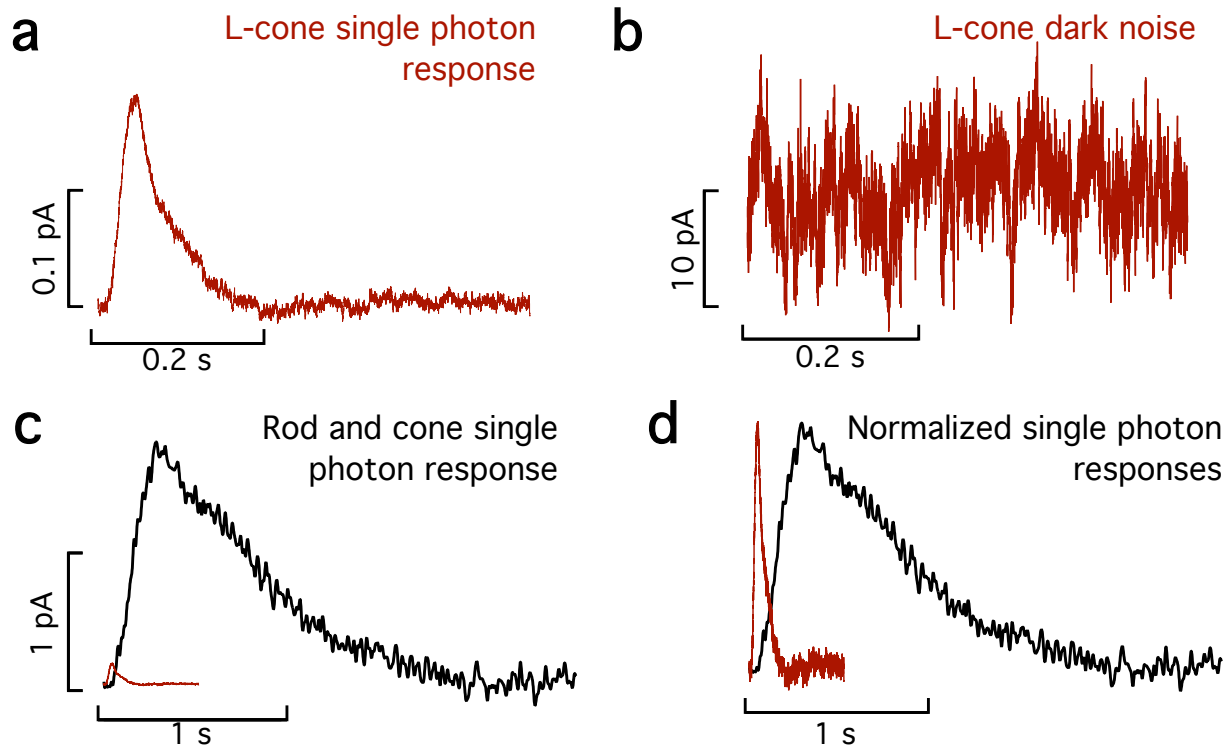 a
L-cone single photon
response
0.1 pA
0.2 s
b
L-cone dark noise
10 pA
0.2 s
c
Rod and cone single
photon response
1 pA
1 s
d
Normalized single photon
responses
1 s